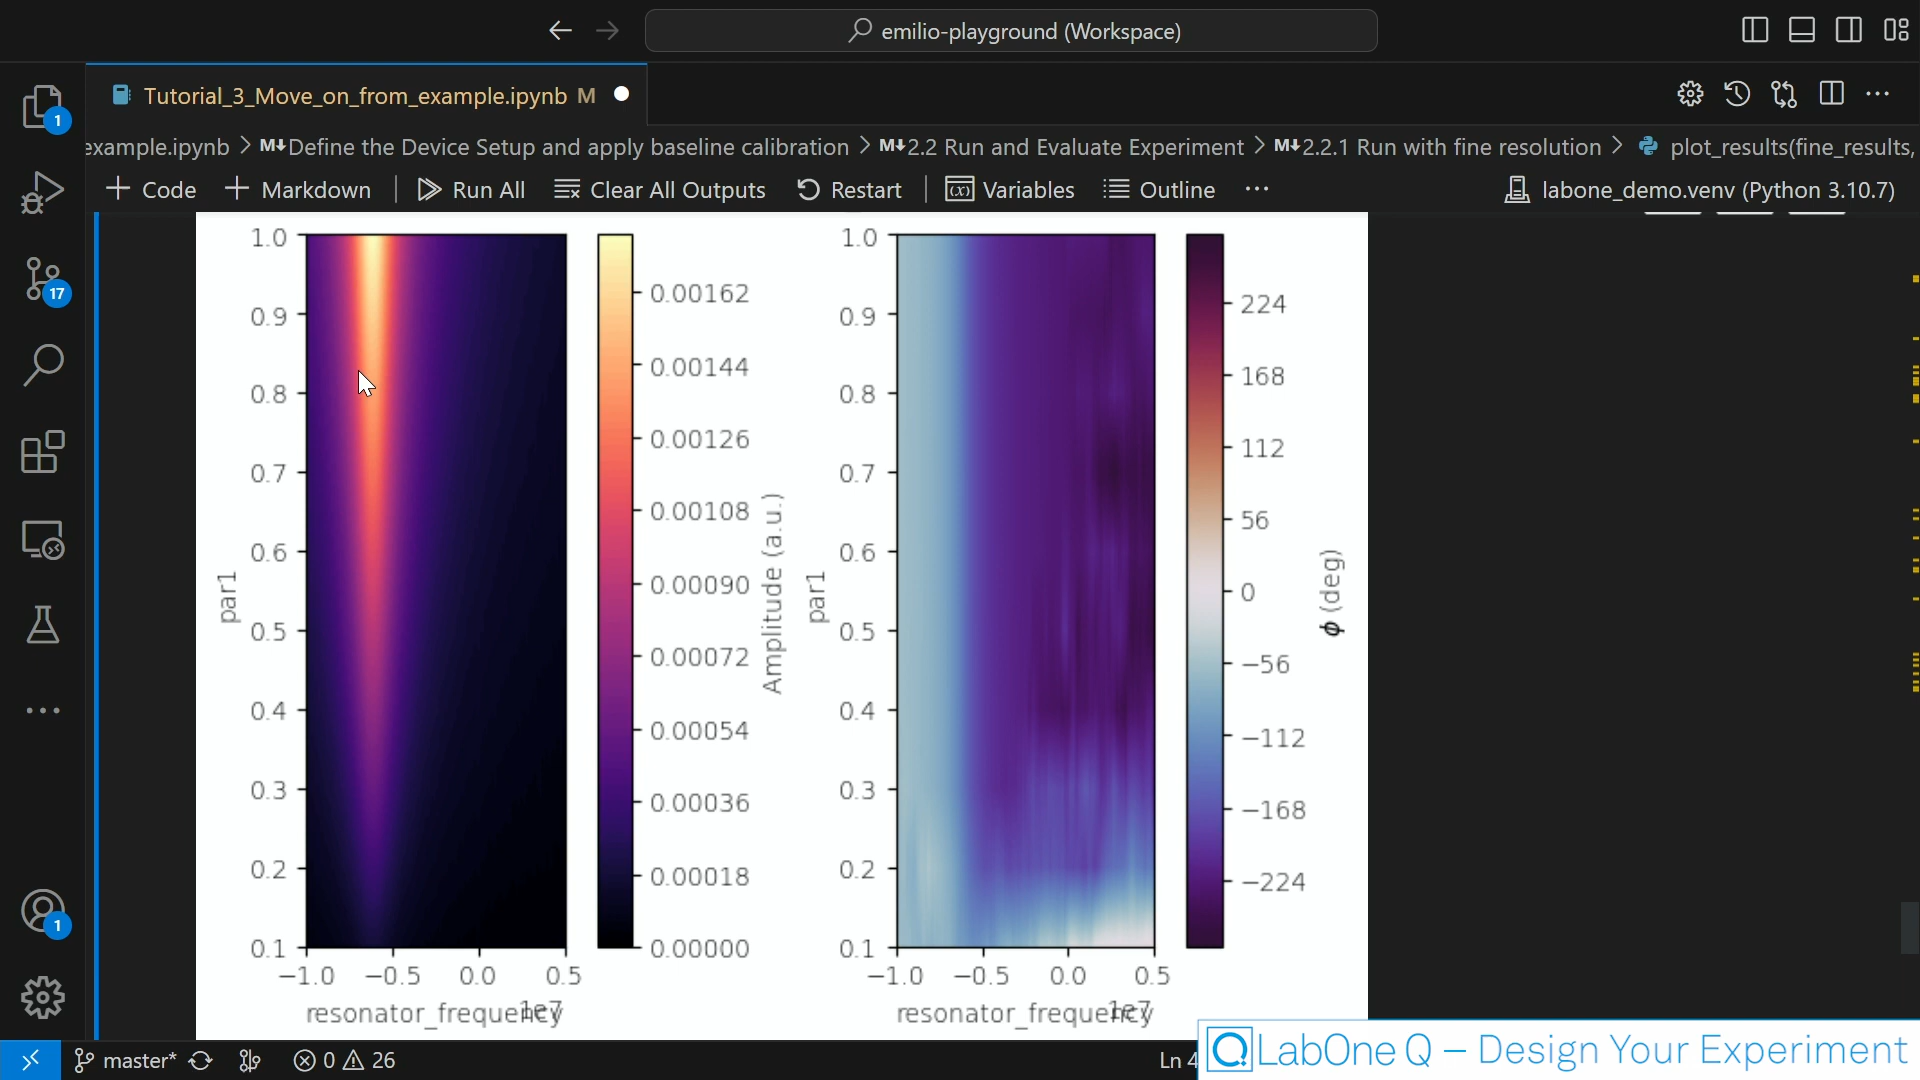 emilio-playground (Workspace)
Tutorial_3_Move_on_from_example.ipynb M
example.ipynb > M↓Define the Device Setup and apply baseline calibration > M↓2.2 Run and Evaluate Experiment > M↓2.2.1 Run with fine resolution > plot_results(fine_results,
+ Code + Markdown | Run All Clear All Outputs Restart | (x) Variables Outline ··· labone_demo.venv (Python 3.10.7)
1
17
1
1.0
0.9
0.8
0.7
0.6
0.5
0.4
0.3
0.2
0.1
par1
−1.0 −0.5 0.0 0.5
1e7
resonator_frequency
0.00162
0.00144
0.00126
0.00108
0.00090
0.00072
0.00054
0.00036
0.00018
0.00000
Amplitude (a.u.)
1.0
0.9
0.8
0.7
0.6
0.5
0.4
0.3
0.2
0.1
par1
−1.0 −0.5 0.0 0.5
1e7
resonator_frequency
224
168
112
56
0
−56
−112
−168
−224
ϕ (deg)
master* 0 26 Ln 4
LabOne Q – Design Your Experiment